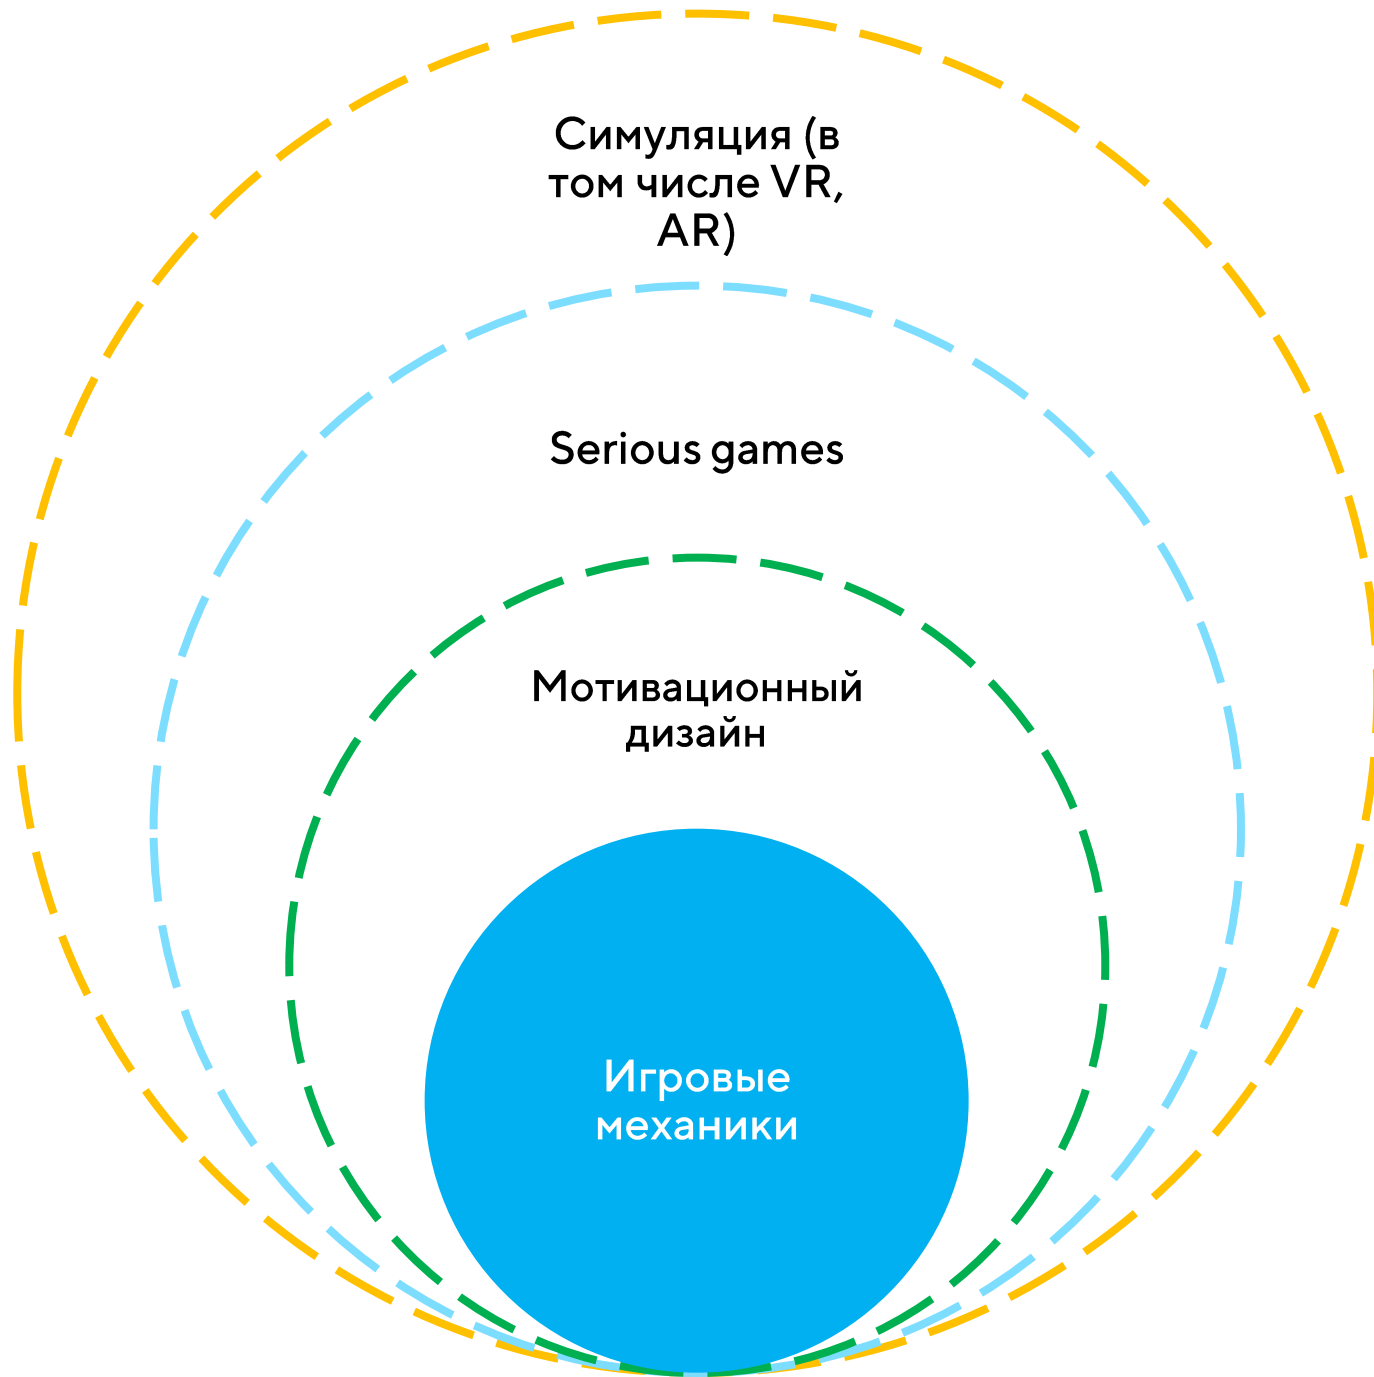 Симуляция (в
том числе VR,
AR)
Serious games
Мотивационный
дизайн
Игровые
механики